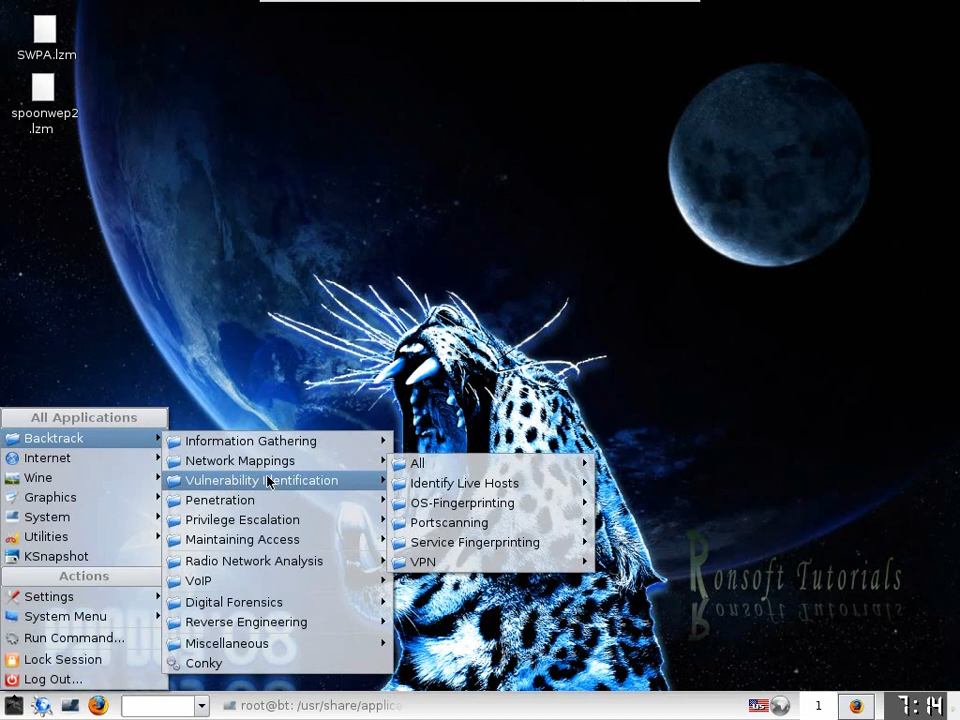 SWPA.lzm
spoonwep2
.lzm
All Applications
Backtrack
Internet
Wine
Graphics
System
Utilities
KSnapshot
Actions
Settings
System Menu
Run Command...
Lock Session
Log Out...
Information Gathering
Network Mappings
Vulnerability Identification
Penetration
Privilege Escalation
Maintaining Access
Radio Network Analysis
VoIP
Digital Forensics
Reverse Engineering
Miscellaneous
Conky
All
Identify Live Hosts
OS-Fingerprinting
Portscanning
Service Fingerprinting
VPN
Ronsoft Tutorials
root@bt: /usr/share/applica
1
7:14